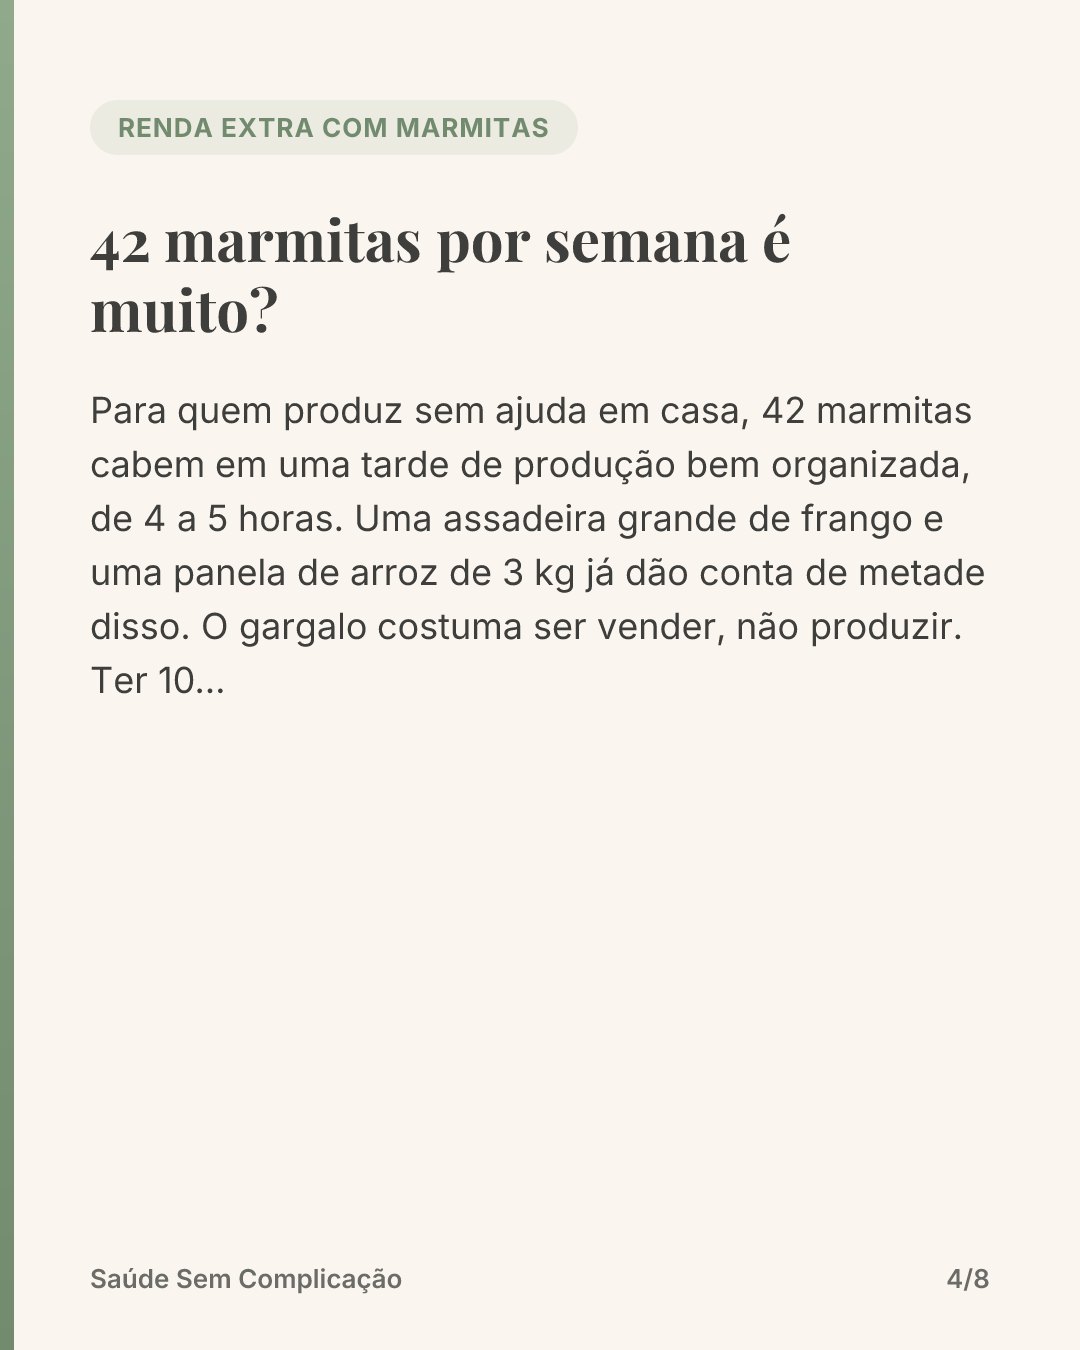 RENDA EXTRA COM MARMITAS
42 marmitas por semana é
muito?
Para quem produz sem ajuda em casa, 42 marmitas
cabem em uma tarde de produção bem organizada,
de 4 a 5 horas. Uma assadeira grande de frango e
uma panela de arroz de 3 kg já dão conta de metade
disso. O gargalo costuma ser vender, não produzir.
Ter 10...
Saúde Sem Complicação
4/8